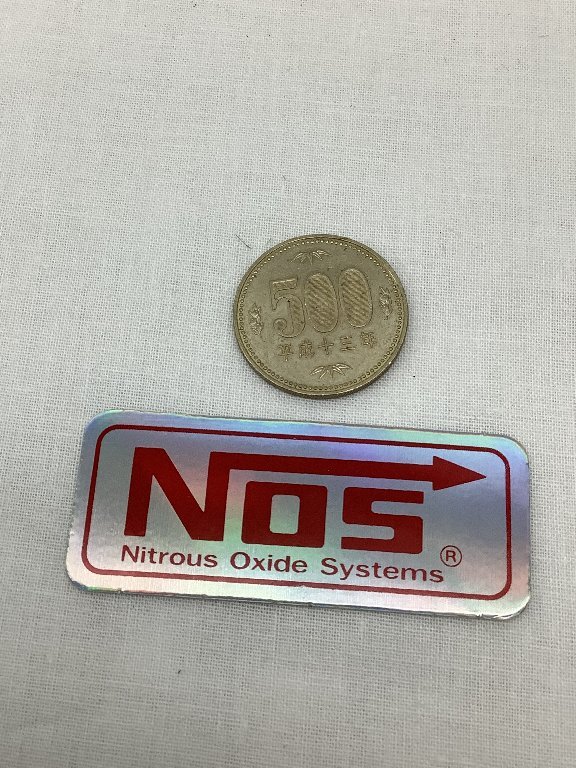 500
平成十三年
NOS
Nitrous Oxide Systems ®